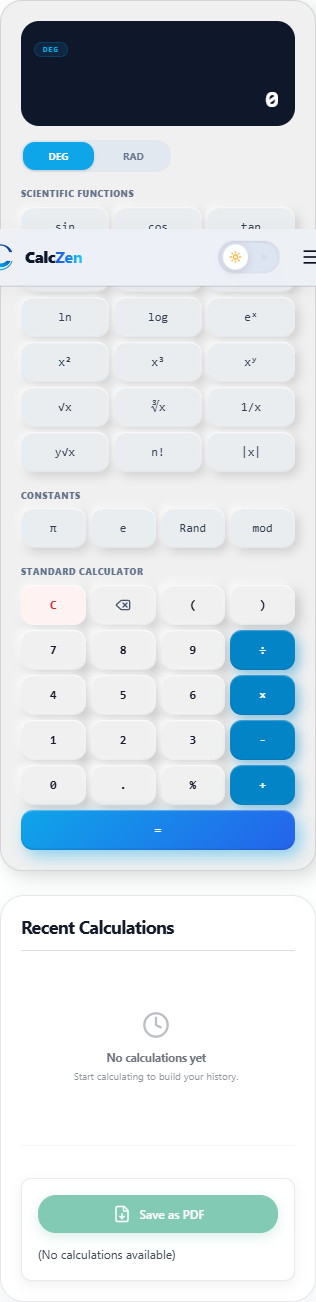 DEG
0
DEG RAD
SCIENTIFIC FUNCTIONS
sin cos tan
CalcZen
ln log eˣ
x² x³ xʸ
√x ∛x 1/x
y√x n! |x|
CONSTANTS
π e Rand mod
STANDARD CALCULATOR
C ( )
7 8 9 ÷
4 5 6 ×
1 2 3 −
0 . % +
=
Recent Calculations
No calculations yet
Start calculating to build your history.
Save as PDF
(No calculations available)